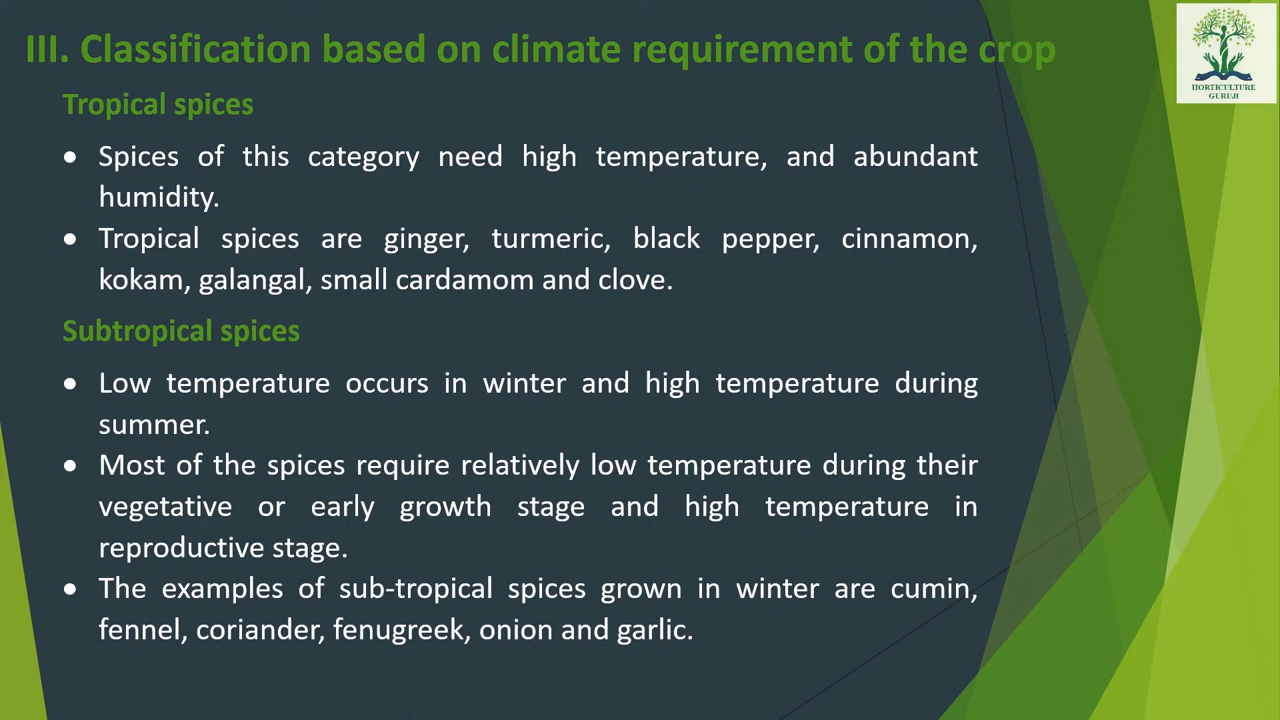 III. Classification based on climate requirement of the crop
HORTICULTURE
GURUJI
Tropical spices
• Spices of this category need high temperature, and abundant
humidity.
• Tropical spices are ginger, turmeric, black pepper, cinnamon,
kokam, galangal, small cardamom and clove.
Subtropical spices
• Low temperature occurs in winter and high temperature during
summer.
• Most of the spices require relatively low temperature during their
vegetative or early growth stage and high temperature in
reproductive stage.
• The examples of sub-tropical spices grown in winter are cumin,
fennel, coriander, fenugreek, onion and garlic.